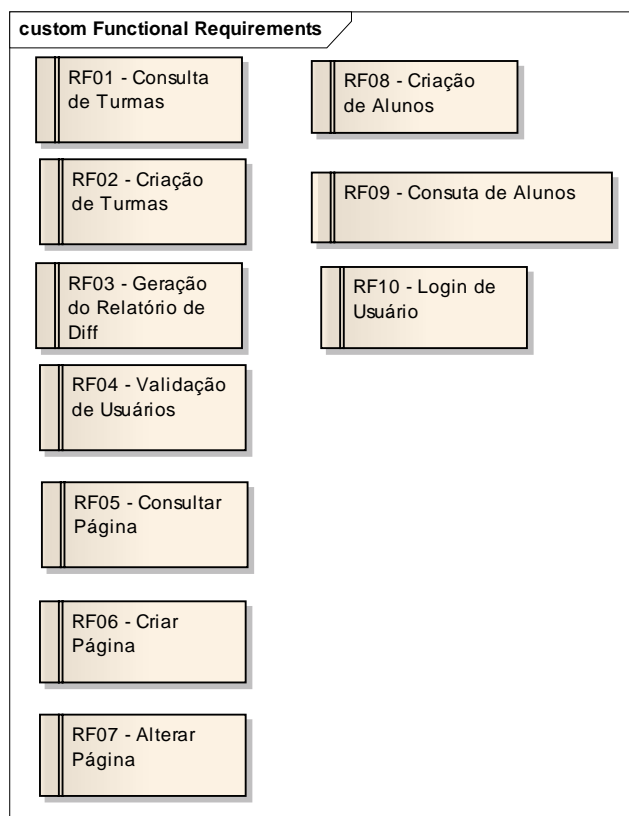 custom Functional Requirements
RF01 - Consulta
de Turmas
RF02 - Criação
de Turmas
RF03 - Geração
do Relatório de
Diff
RF04 - Validação
de Usuários
RF05 - Consultar
Página
RF06 - Criar
Página
RF07 - Alterar
Página
RF08 - Criação
de Alunos
RF09 - Consuta de Alunos
RF10 - Login de
Usuário